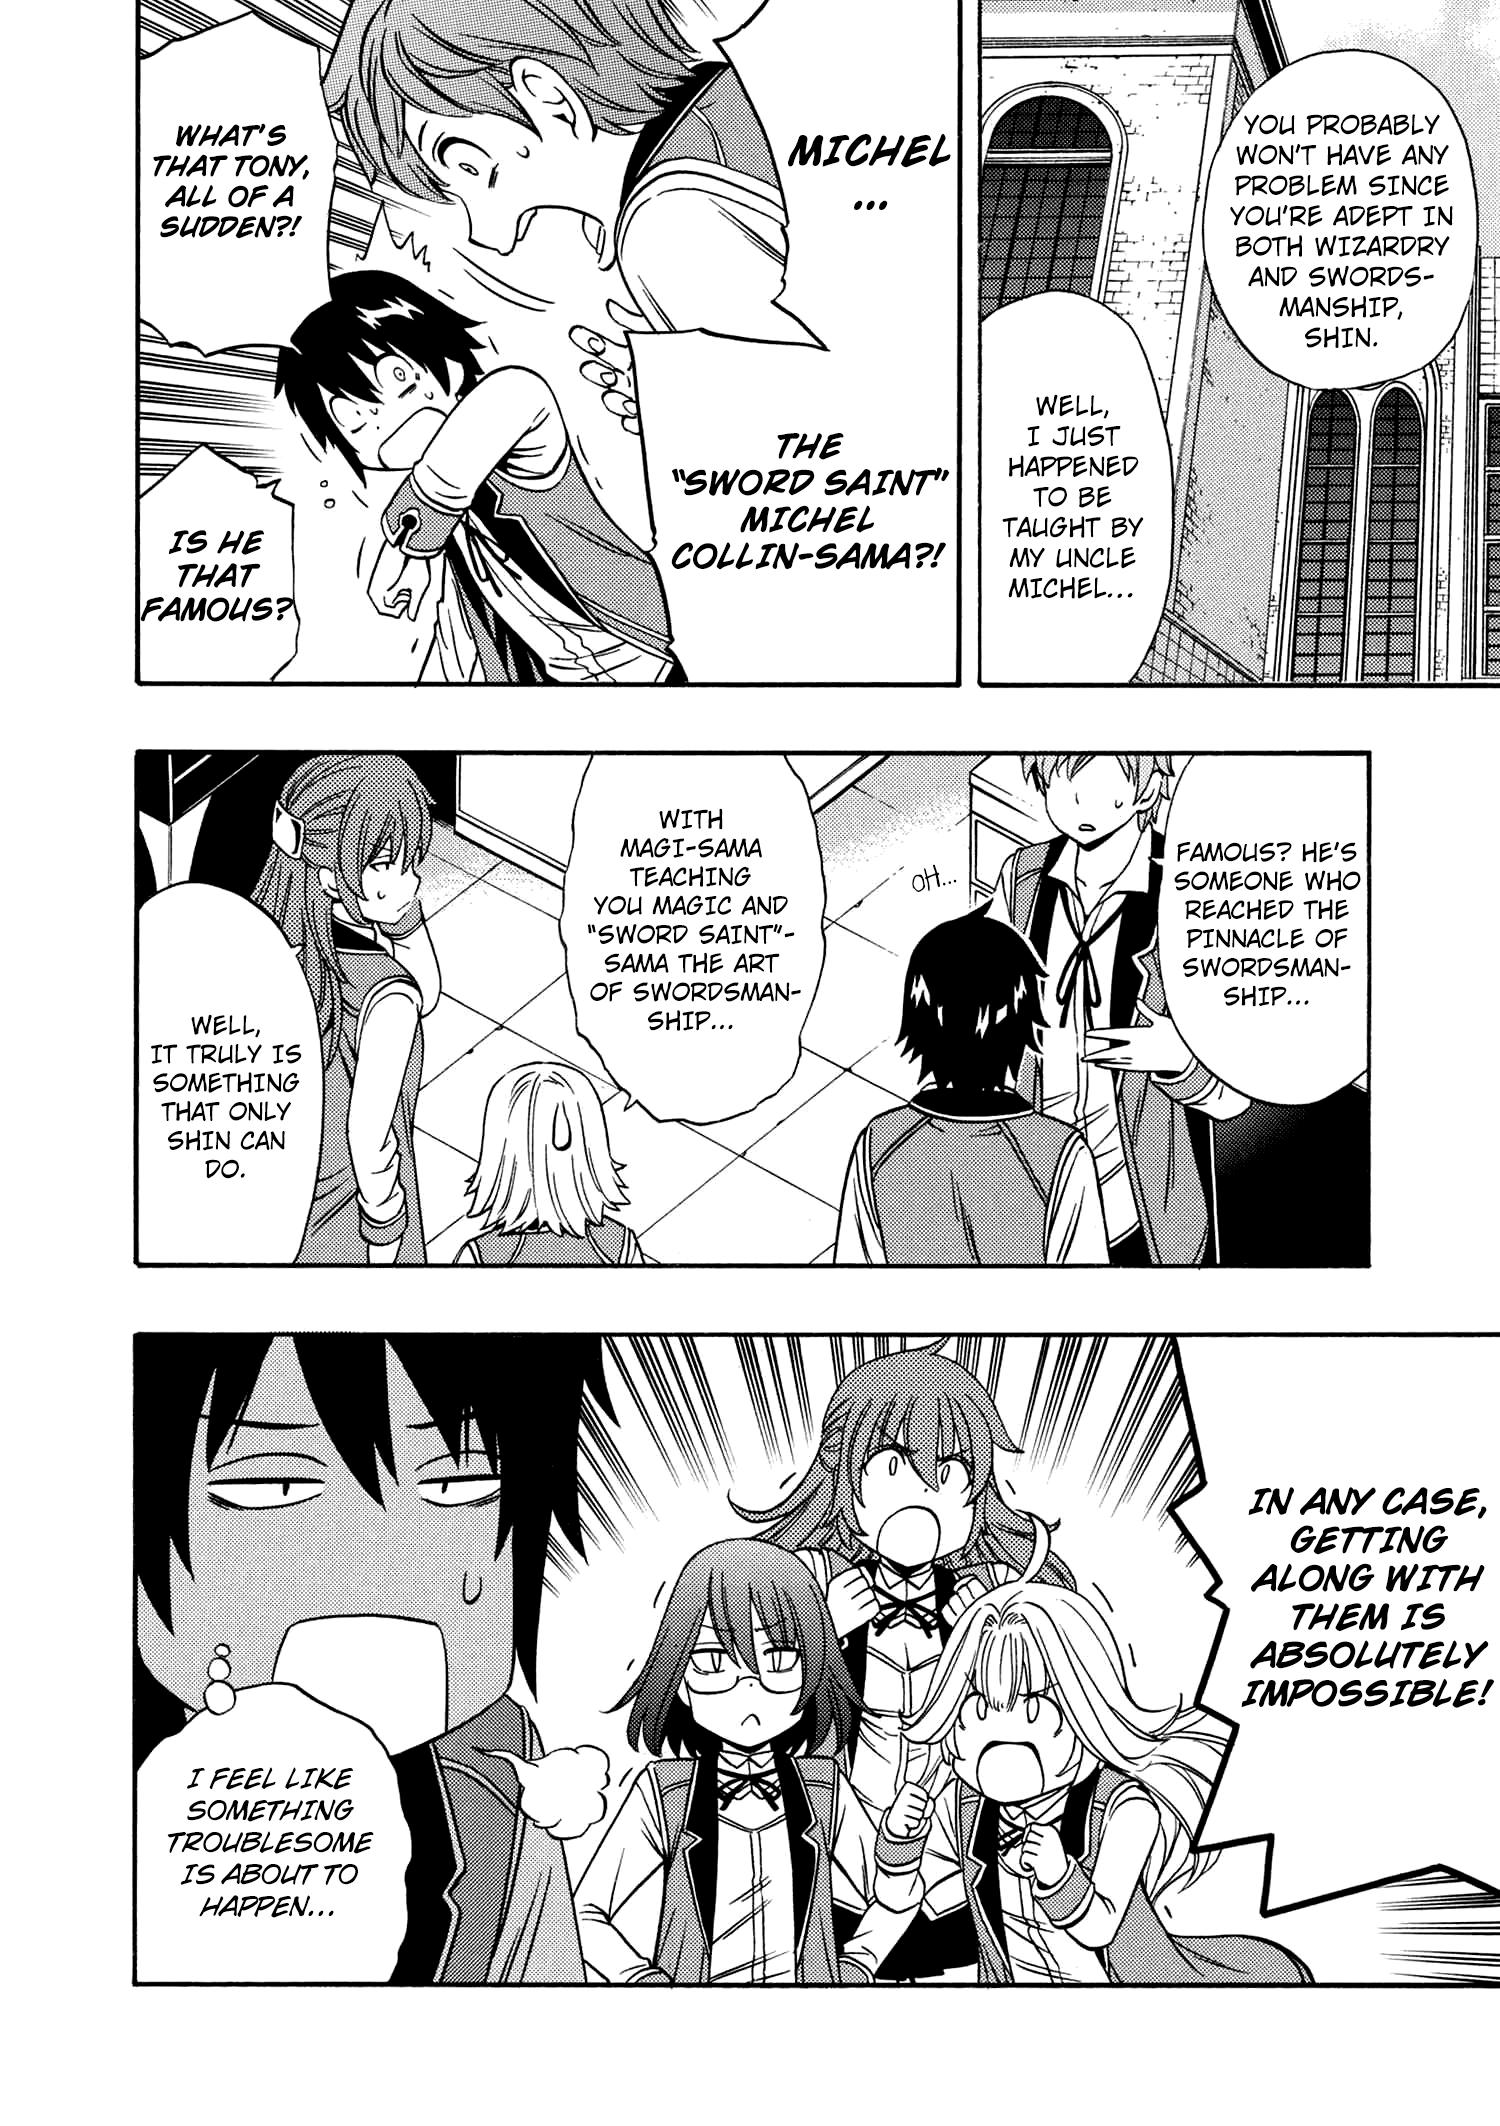 YOU PROBABLY
WON'T HAVE ANY
PROBLEM SINCE
YOU'RE ADEPT IN
BOTH WIZARDRY
AND SWORDS-
MANSHIP,
SHIN.
WELL,
I JUST
HAPPENED
TO BE
TAUGHT BY
MY UNCLE
MICHEL...
MICHEL
...
THE
"SWORD SAINT"
MICHEL
COLLIN-SAMA?!
WHAT'S
THAT TONY,
ALL OF A
SUDDEN?!
IS HE
THAT
FAMOUS?
FAMOUS? HE'S
SOMEONE WHO
REACHED THE
PINNACLE OF
SWORDSMAN-
SHIP...
OH...
WITH
MAGI-SAMA
TEACHING
YOU MAGIC AND
"SWORD SAINT"-
SAMA THE ART
OF SWORDSMAN-
SHIP...
WELL,
IT TRULY IS
SOMETHING
THAT ONLY
SHIN CAN
DO.
IN ANY CASE,
GETTING
ALONG WITH
THEM IS
ABSOLUTELY
IMPOSSIBLE!
I FEEL LIKE
SOMETHING
TROUBLESOME
IS ABOUT TO
HAPPEN...